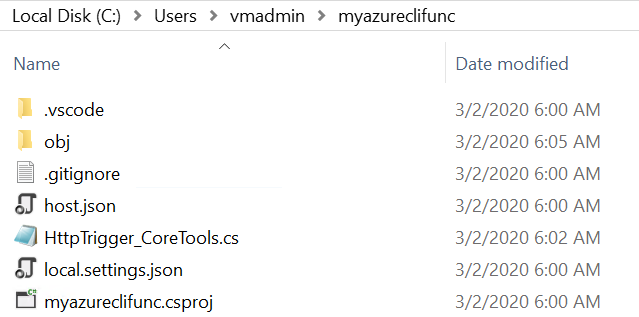 Local Disk (C:) > Users > vmadmin > myazureclifunc
Name Date modified
.vscode 3/2/2020 6:00 AM
obj 3/2/2020 6:05 AM
.gitignore 3/2/2020 6:00 AM
host.json 3/2/2020 6:00 AM
HttpTrigger_CoreTools.cs 3/2/2020 6:02 AM
local.settings.json 3/2/2020 6:00 AM
myazureclifunc.csproj 3/2/2020 6:00 AM